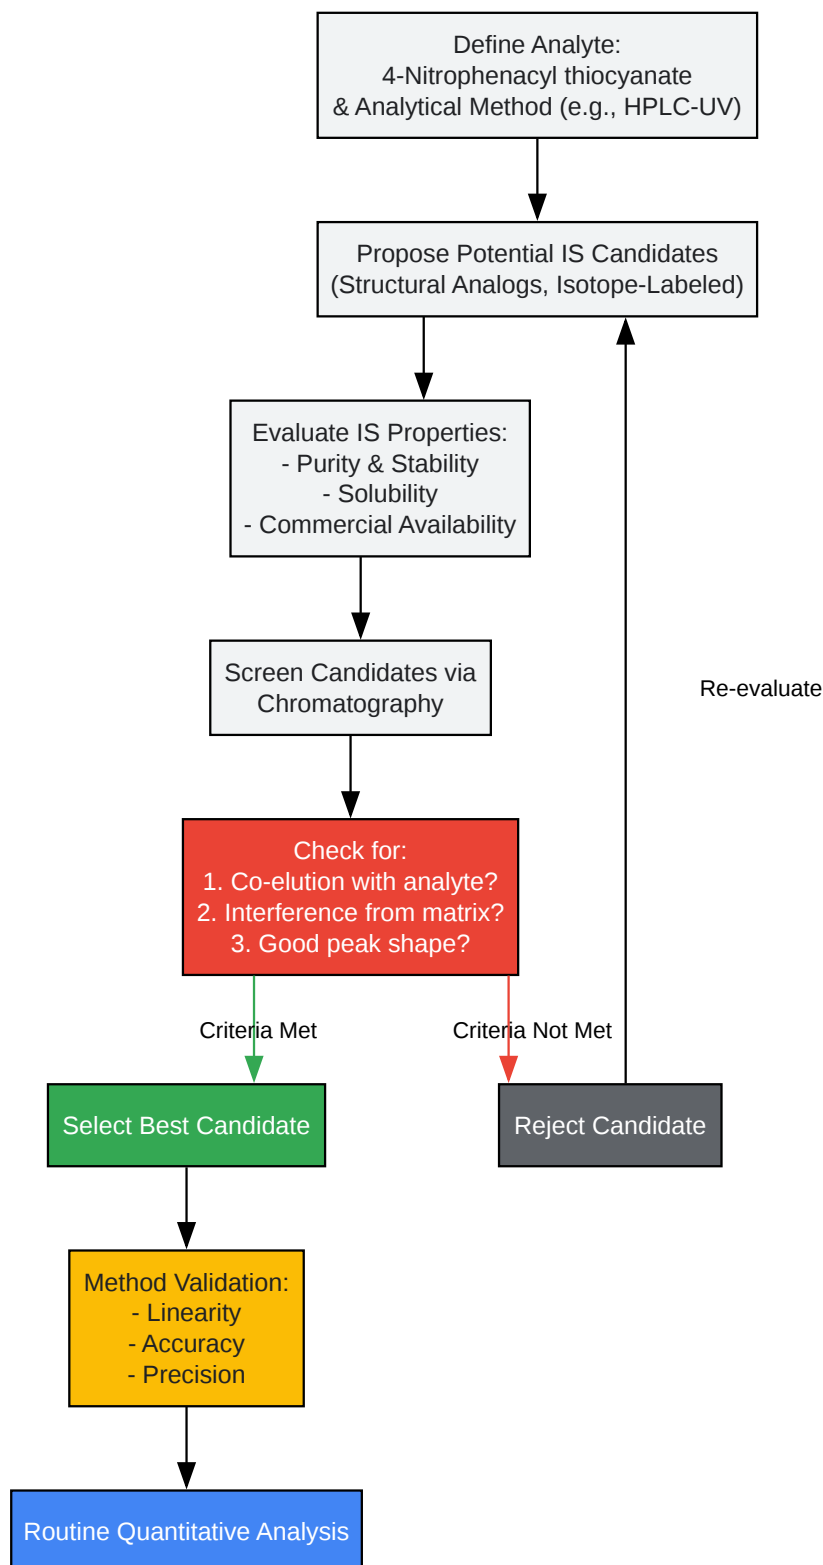 Define Analyte:
4-Nitrophenacyl thiocyanate
& Analytical Method (e.g., HPLC-UV)
Propose Potential IS Candidates
(Structural Analogs, Isotope-Labeled)
Evaluate IS Properties:
- Purity & Stability
- Solubility
- Commercial Availability
Screen Candidates via
Chromatography
Re-evaluate
Check for:
1. Co-elution with analyte?
2. Interference from matrix?
3. Good peak shape?
Criteria Met
Criteria Not Met
Select Best Candidate
Reject Candidate
Method Validation:
- Linearity
- Accuracy
- Precision
Routine Quantitative Analysis